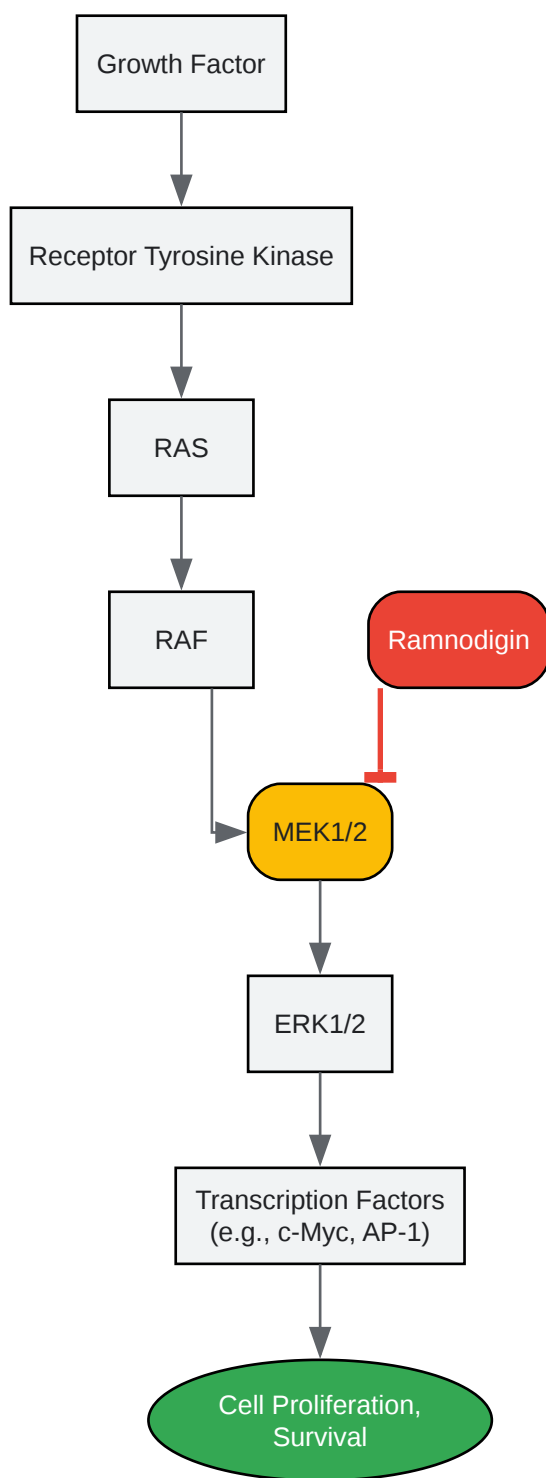 Growth Factor
Receptor Tyrosine Kinase
RAS
RAF
Ramnodigin
MEK1/2
ERK1/2
Transcription Factors
(e.g., c-Myc, AP-1)
Cell Proliferation,
Survival